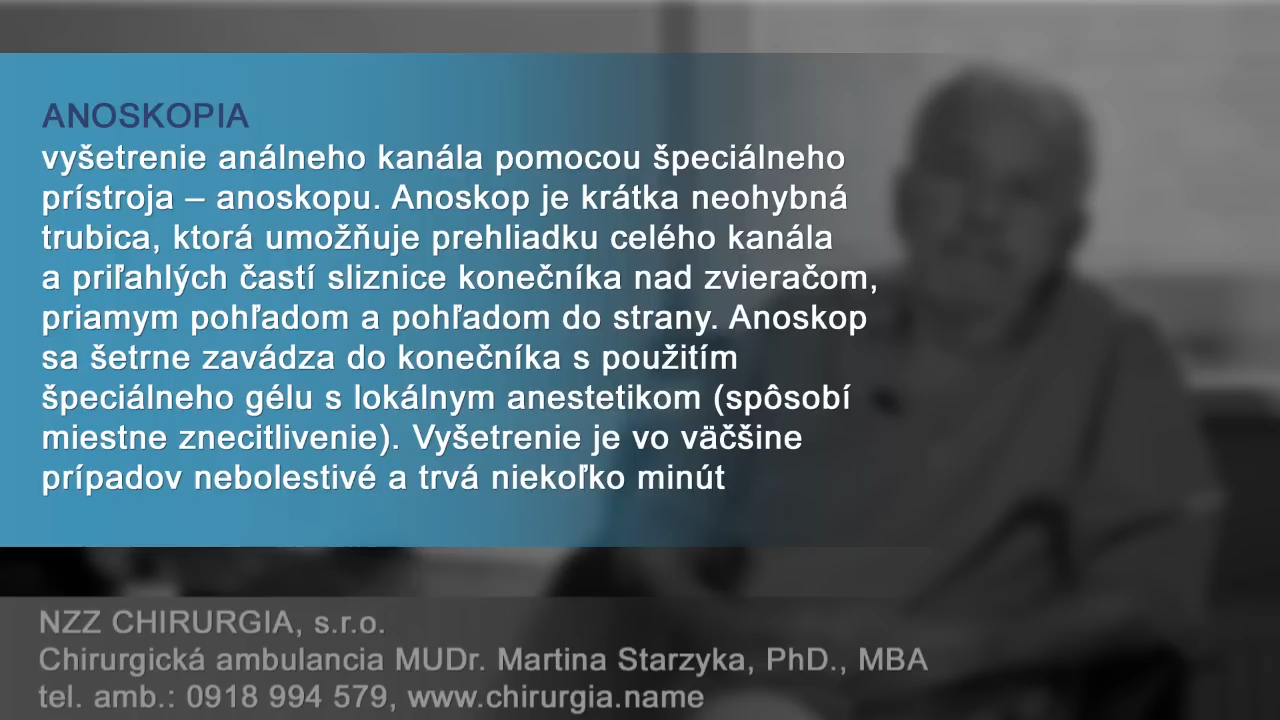 ANOSKOPIA
vyšetrenie análneho kanála pomocou špeciálneho
prístroja – anoskopu. Anoskop je krátka neohybná
trubica, ktorá umožňuje prehliadku celého kanála
a priľahlých častí sliznice konečníka nad zvieračom,
priamym pohľadom a pohľadom do strany. Anoskop
sa šetrne zavádza do konečníka s použitím
špeciálneho gélu s lokálnym anestetikom (spôsobí
miestne znecitlivenie). Vyšetrenie je vo väčšine
prípadov nebolestivé a trvá niekoľko minút
NZZ CHIRURGIA, s.r.o.
Chirurgická ambulancia MUDr. Martina Starzyka, PhD., MBA
tel. amb.: 0918 994 579, www.chirurgia.name